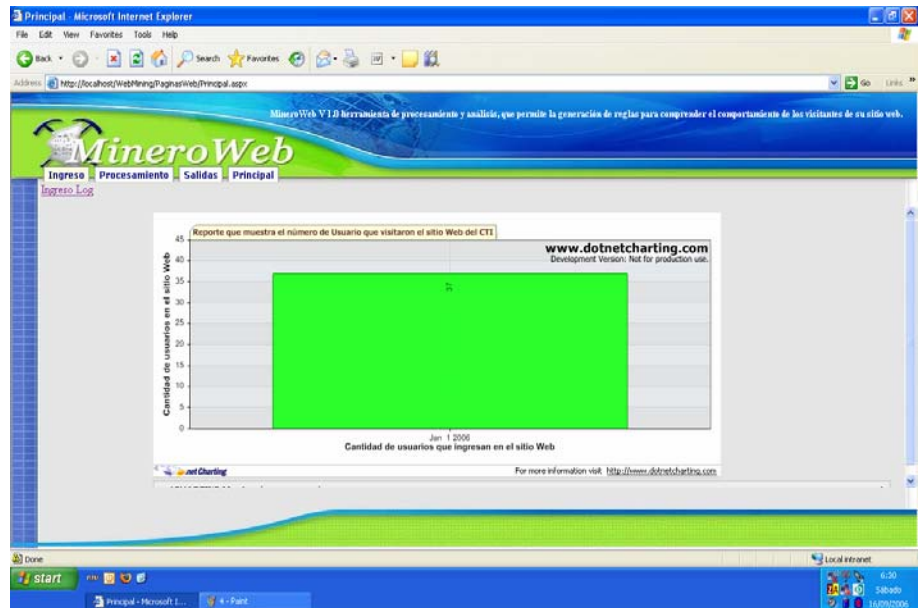 Principal - Microsoft Internet Explorer
File Edit View Favorites Tools Help
Back Search Favorites
Address http://localhost/WebMining/PaginasWeb/Principal.aspx Go Links »
MineroWeb V 1.0 herramienta de procesamiento y análisis, que permite la generación de reglas para comprender el comportamiento de los visitantes de su sitio web.
MineroWeb
Ingreso Procesamiento Salidas Principal
Ingreso Log
Reporte que muestra el número de Usuario que visitaron el sitio Web del CTI
www.dotnetcharting.com
Development Version: Not for production use.
Cantidad de usuarios en el sitio Web
45
40
35
30
25
20
15
10
5
0
37
Jan 1 2006
Cantidad de usuarios que ingresan en el sitio Web
.net Charting
For more information visit http://www.dotnetcharting.com
Done
Local intranet
start
Principal - Microsoft I...
4 - Paint
6:30
Sábado
16/09/2006